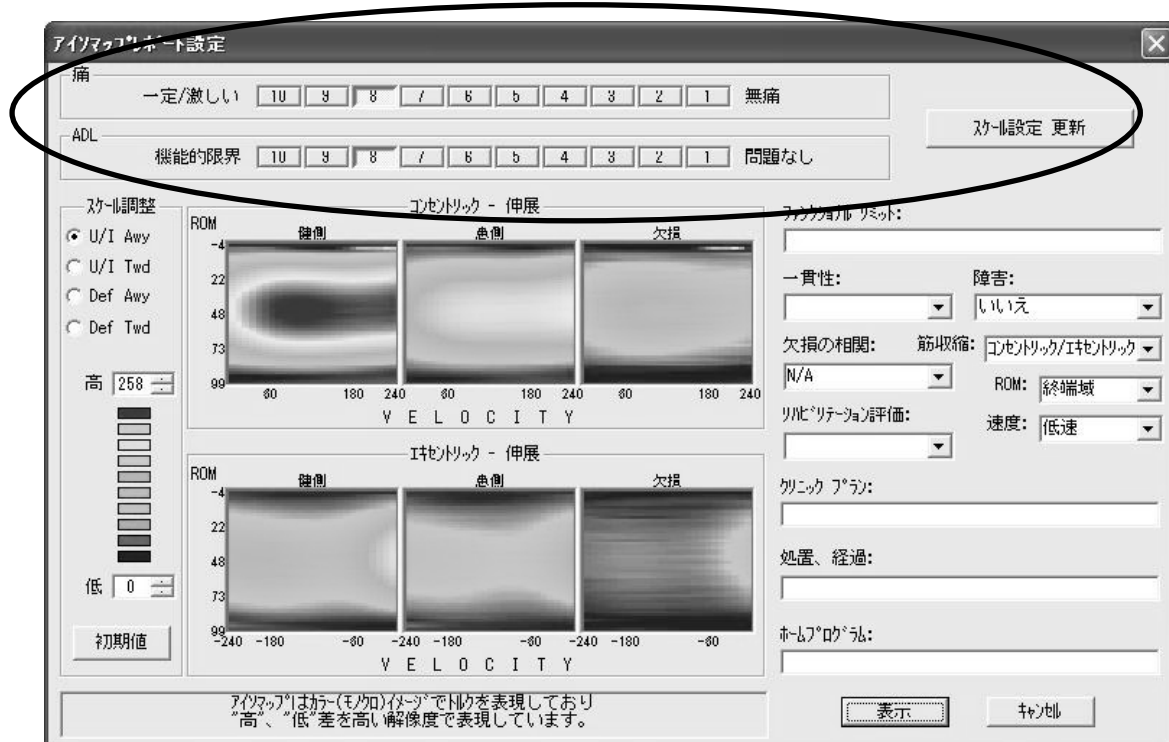 アイソマップレポート設定
痛
一定/激しい 10 9 8 7 6 5 4 3 2 1 無痛
スケール設定 更新
ADL
機能的限界 10 9 8 7 6 5 4 3 2 1 問題なし
スケール調整
U/I Awy
U/I Twd
Def Awy
Def Twd
高 258
低 0
初期値
コンセントリック - 伸展
ROM 健側 患側 欠損
-4
22
48
73
99
60 180 240 60 180 240 60 180 240
VELOCITY
エキセントリック - 伸展
ROM 健側 患側 欠損
-4
22
48
73
99
-240 -180 -60 -240 -180 -60 -240 -180 -60
VELOCITY
ファンクショナル リミット:
一貫性: 障害:
いいえ
欠損の相関: 筋収縮: コンセントリック/エキセントリック
N/A ROM: 終端域
リハビリテーション評価: 速度: 低速
クリニック プラン:
処置、経過:
ホームプログラム:
アイソマップはカラー(モノクロ)イメージでトルクを表現しており
"高"、"低"差を高い解像度で表現しています。
表示 キャンセル